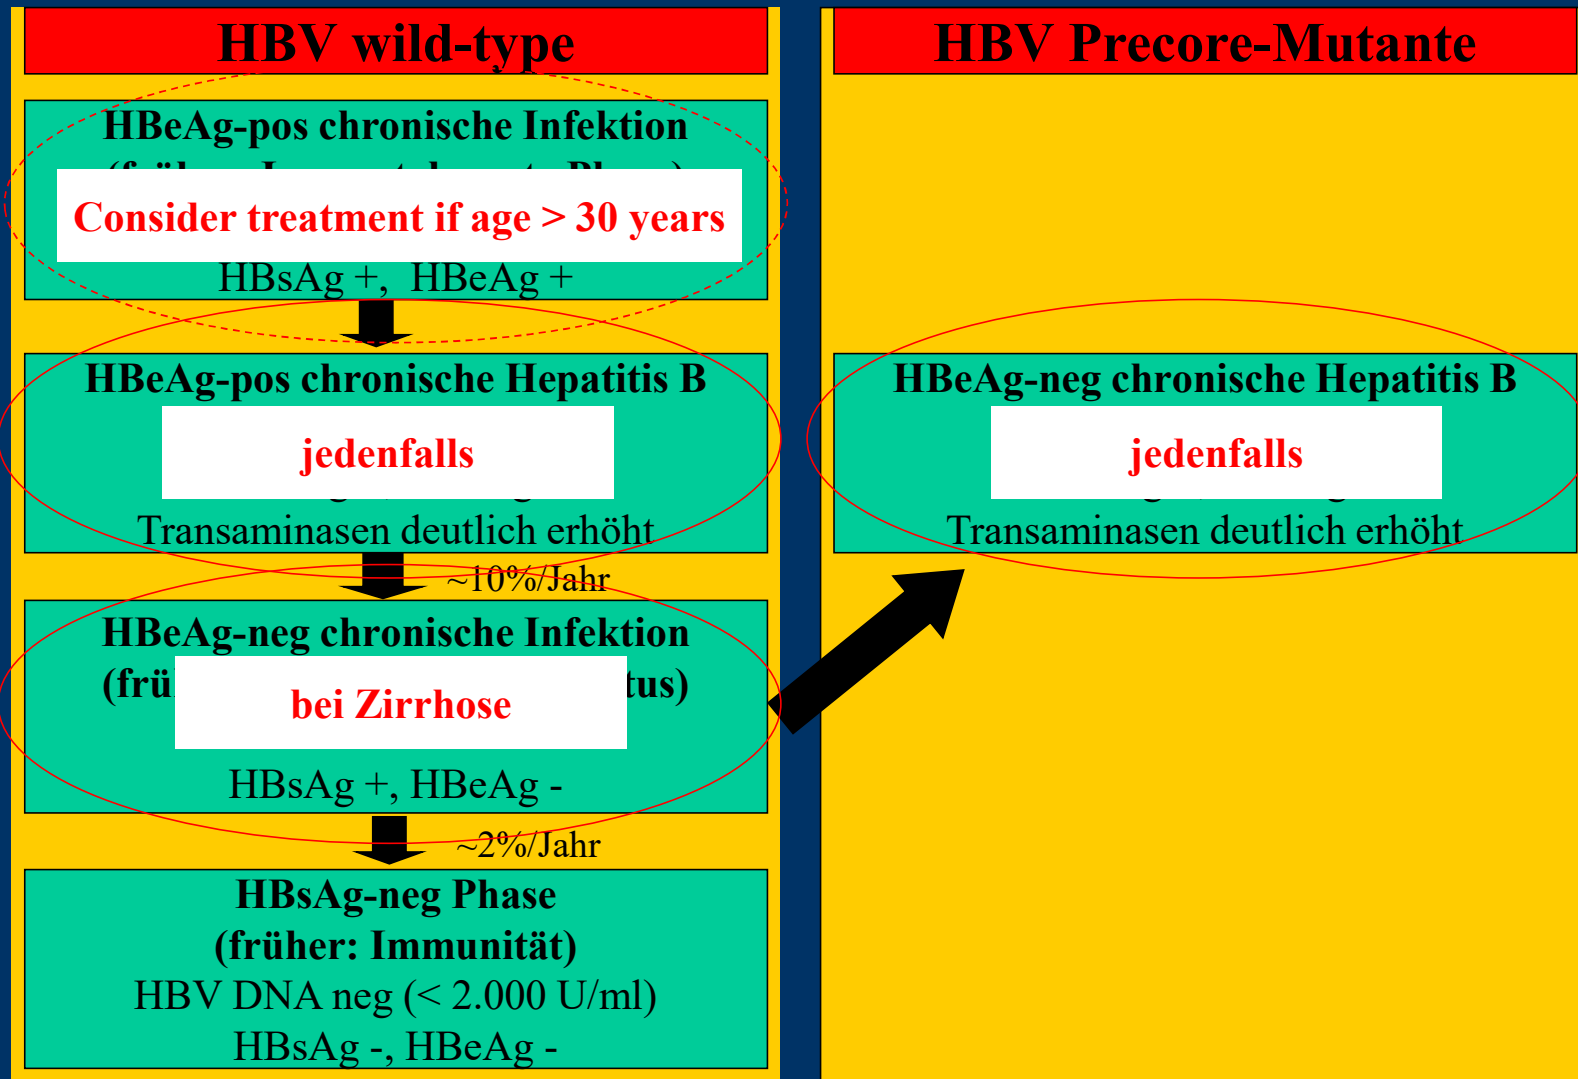 HBV wild-type
HBeAg-pos chronische Infektion
Consider treatment if age > 30 years
HBsAg +, HBeAg +
HBeAg-pos chronische Hepatitis B
jedenfalls
Transaminasen deutlich erhöht
~10%/Jahr
HBeAg-neg chronische Infektion
bei Zirrhose
HBsAg +, HBeAg -
~2%/Jahr
HBsAg-neg Phase
(früher: Immunität)
HBV DNA neg (< 2.000 U/ml)
HBsAg -, HBeAg -
HBV Precore-Mutante
HBeAg-neg chronische Hepatitis B
jedenfalls
Transaminasen deutlich erhöht